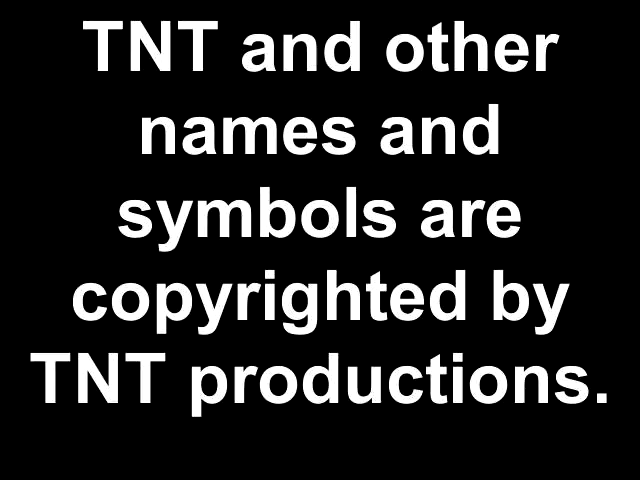 TNT and other
names and
symbols are
copyrighted by
TNT productions.